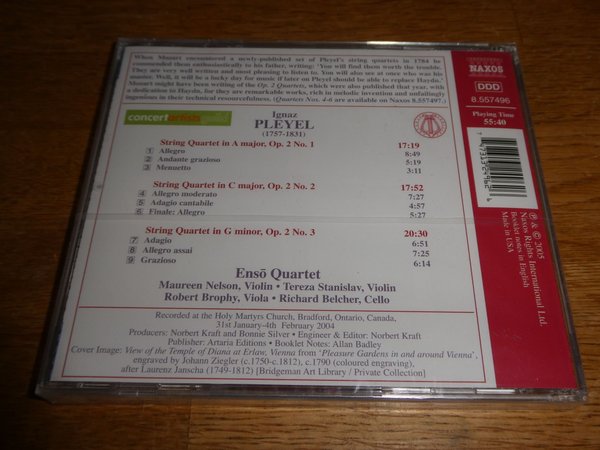 When Mozart encountered a newly-published set of Pleyel's string quartets in 1784 he
commended them enthusiastically to his father, writing: 'You will find them worth the trouble.
They are very well written and most pleasing to listen to. You will also see at once who was his
master. Well, it will be a lucky day for music if later on Pleyel should be able to replace Haydn.'
Mozart might have been writing of the Op. 2 Quartets, which were also published that year, with
a dedication to Haydn, for they are remarkable works, rich in melodic invention and unfailingly
ingenious in their technical resourcefulness. (Quartets Nos. 4-6 are available on Naxos 8.557497.)
concertartists
Ignaz
PLEYEL
(1757-1831)
String Quartet in A major, Op. 2 No. 1 17:19
1 Allegro 8:49
2 Andante grazioso 5:19
3 Menuetto 3:11
String Quartet in C major, Op. 2 No. 2 17:52
4 Allegro moderato 7:27
5 Adagio cantabile 4:57
6 Finale: Allegro 5:27
String Quartet in G minor, Op. 2 No. 3 20:30
7 Adagio 6:51
8 Allegro assai 7:25
9 Grazioso 6:14
Ensō Quartet
Maureen Nelson, Violin • Tereza Stanislav, Violin
Robert Brophy, Viola • Richard Belcher, Cello
Recorded at the Holy Martyrs Church, Bradford, Ontario, Canada,
31st January-4th February 2004
Producers: Norbert Kraft and Bonnie Silver • Engineer & Editor: Norbert Kraft
Publisher: Artaria Editions • Booklet Notes: Allan Badley
Cover Image: View of the Temple of Diana at Erlaw, Vienna from 'Pleasure Gardens in and around Vienna',
engraved by Johann Ziegler (c.1750-c.1812), c.1790 (coloured engraving),
after Laurenz Janscha (1749-1812) [Bridgeman Art Library / Private Collection]
NAXOS
DDD
8.557496
Playing Time
55:40
℗ & © 2005
Naxos Rights International Ltd.
Booklet notes in English
Made in USA